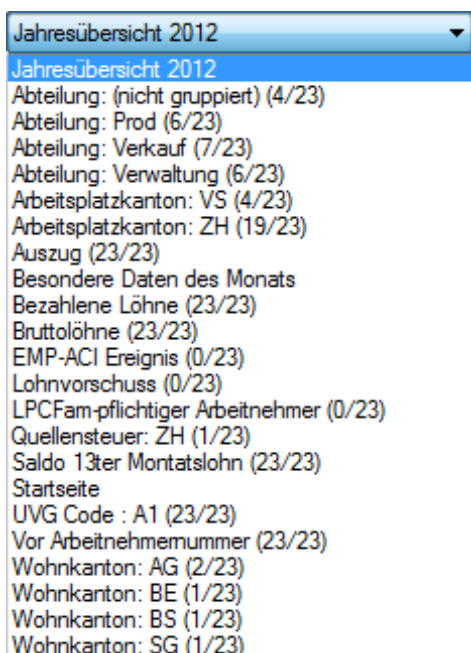 Jahresübersicht 2012
Jahresübersicht 2012
Abteilung: (nicht gruppiert) (4/23)
Abteilung: Prod (6/23)
Abteilung: Verkauf (7/23)
Abteilung: Verwaltung (6/23)
Arbeitsplatzkanton: VS (4/23)
Arbeitsplatzkanton: ZH (19/23)
Auszug (23/23)
Besondere Daten des Monats
Bezahlene Löhne (23/23)
Bruttolöhne (23/23)
EMP-ACI Ereignis (0/23)
Lohnvorschuss (0/23)
LPCFam-pflichtiger Arbeitnehmer (0/23)
Quellensteuer: ZH (1/23)
Saldo 13ter Montatslohn (23/23)
Startseite
UVG Code : A1 (23/23)
Vor Arbeitnehmernummer (23/23)
Wohnkanton: AG (2/23)
Wohnkanton: BE (1/23)
Wohnkanton: BS (1/23)
Wohnkanton: SG (1/23)